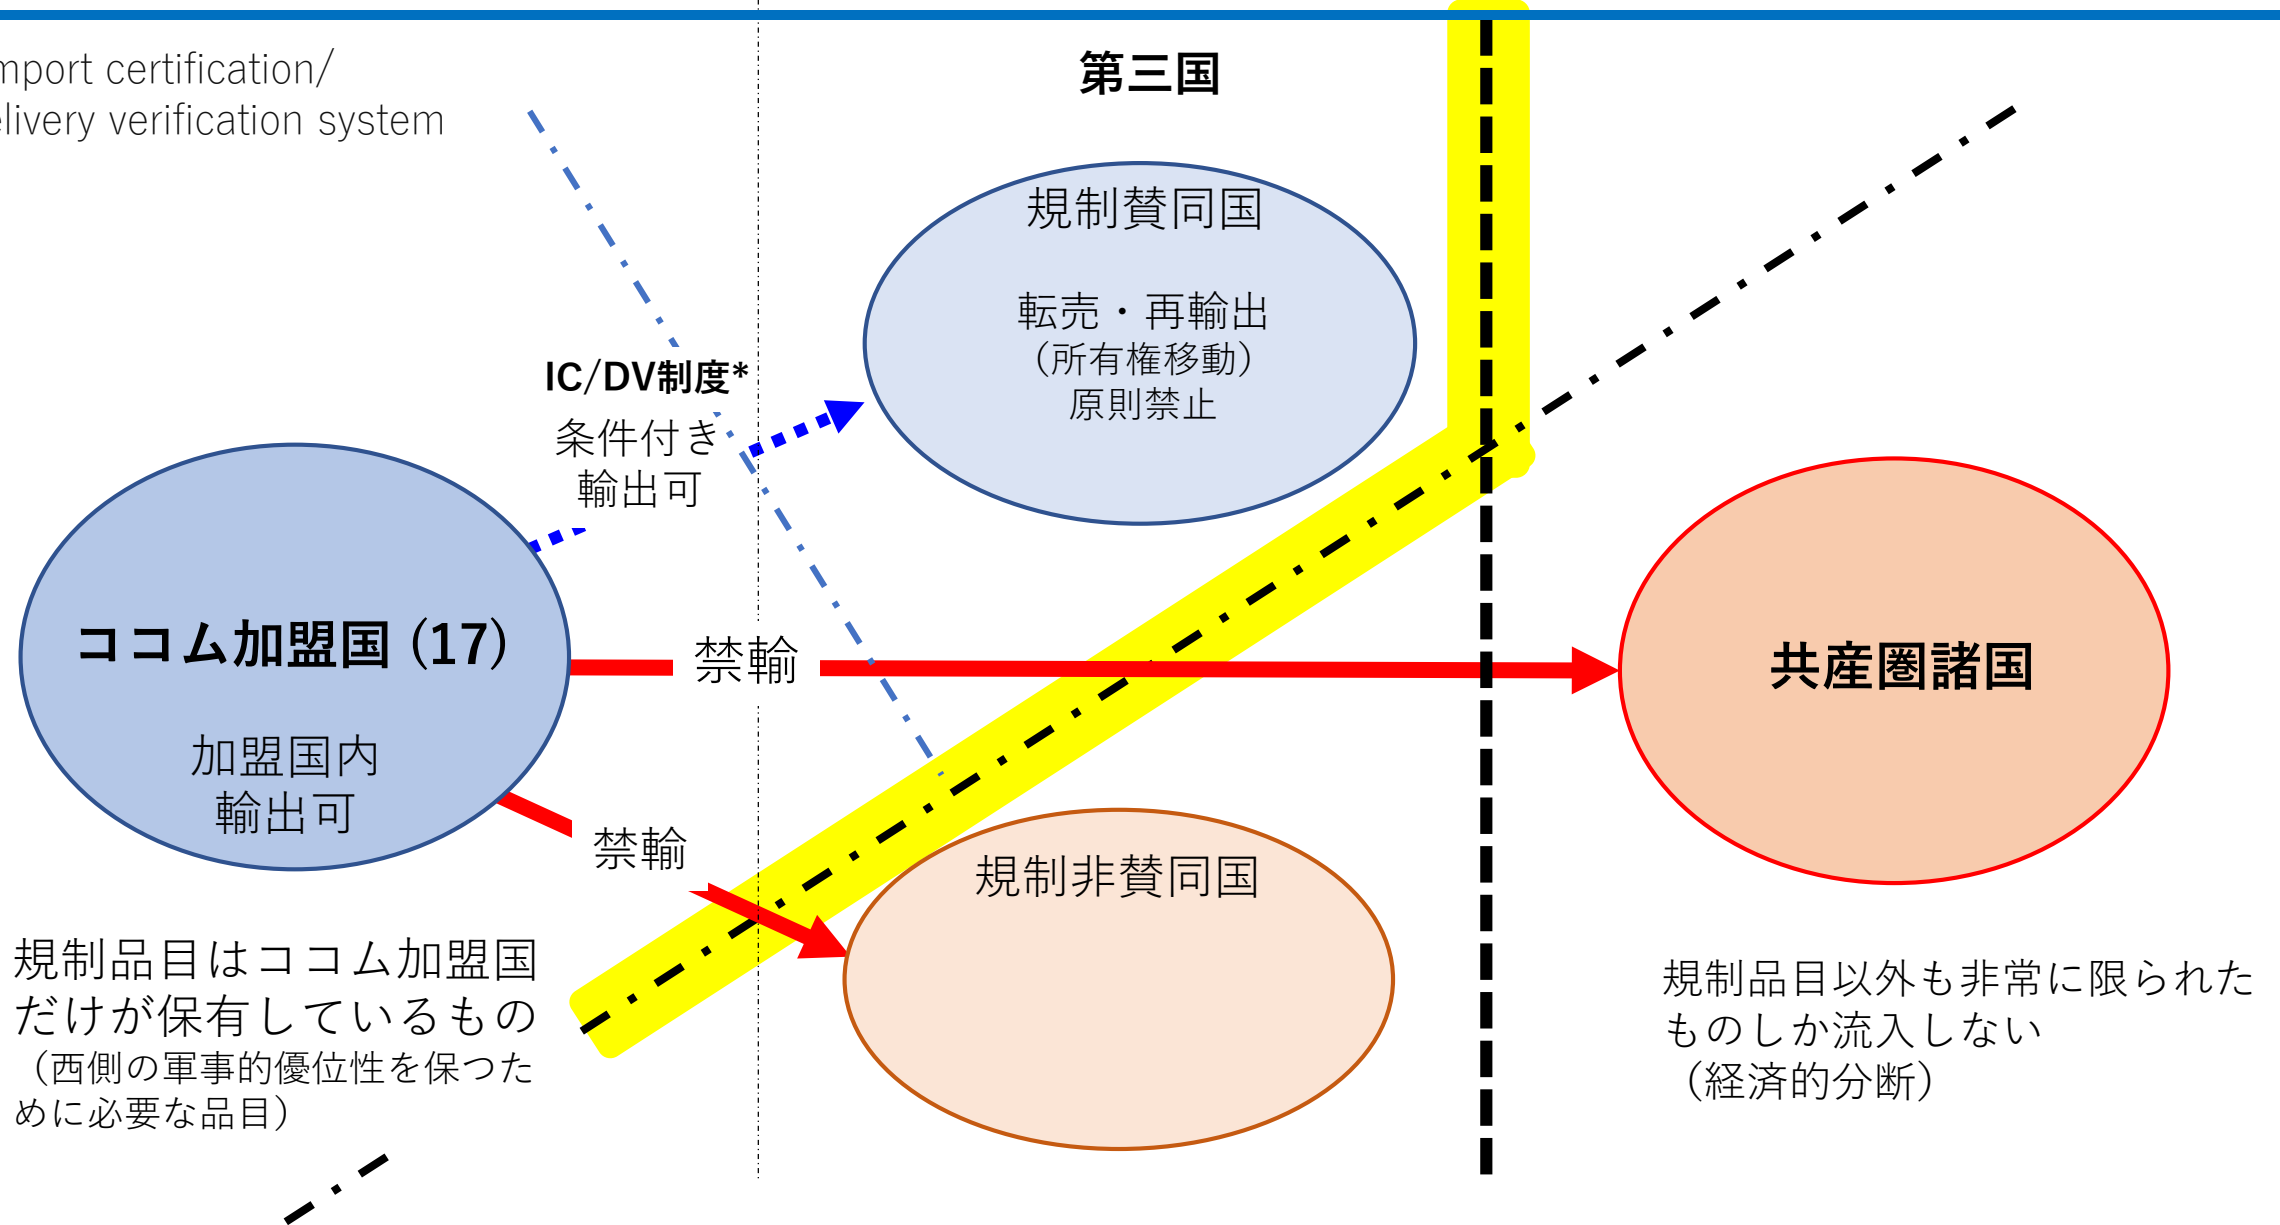 mport certification/
elivery verification system
第三国
規制賛同国
転売・再輸出
（所有権移動）
原則禁止
IC/DV制度*
条件付き
輸出可
ココム加盟国 (17)
加盟国内
輸出可
禁輸
禁輸
共産圏諸国
規制非賛同国
規制品目はココム加盟国
だけが保有しているもの
（西側の軍事的優位性を保つた
めに必要な品目）
規制品目以外も非常に限られた
ものしか流入しない
（経済的分断）